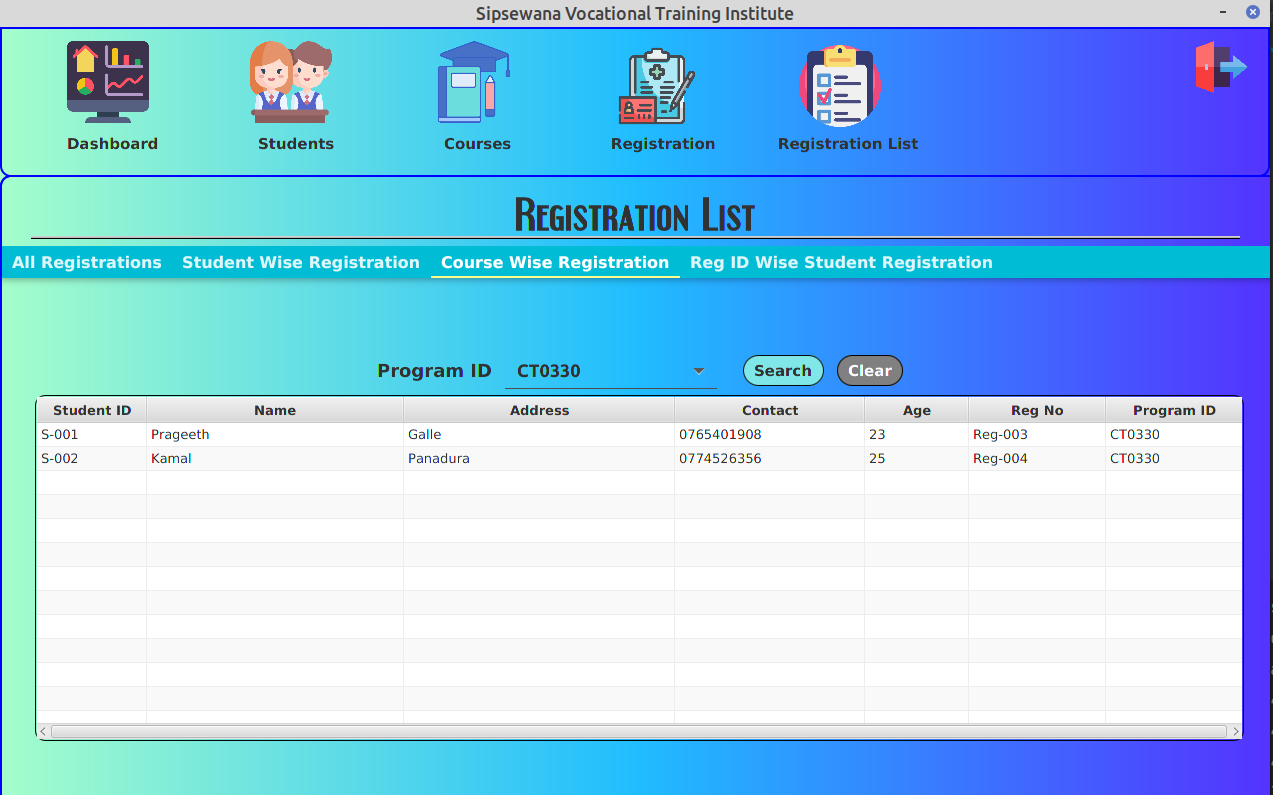 Sipsewana Vocational Training Institute
Dashboard Students Courses Registration Registration List
Registration List
All Registrations Student Wise Registration Course Wise Registration Reg ID Wise Student Registration
Program ID CT0330 Search Clear
Student ID Name Address Contact Age Reg No Program ID
S-001 Prageeth Galle 0765401908 23 Reg-003 CT0330
S-002 Kamal Panadura 0774526356 25 Reg-004 CT0330